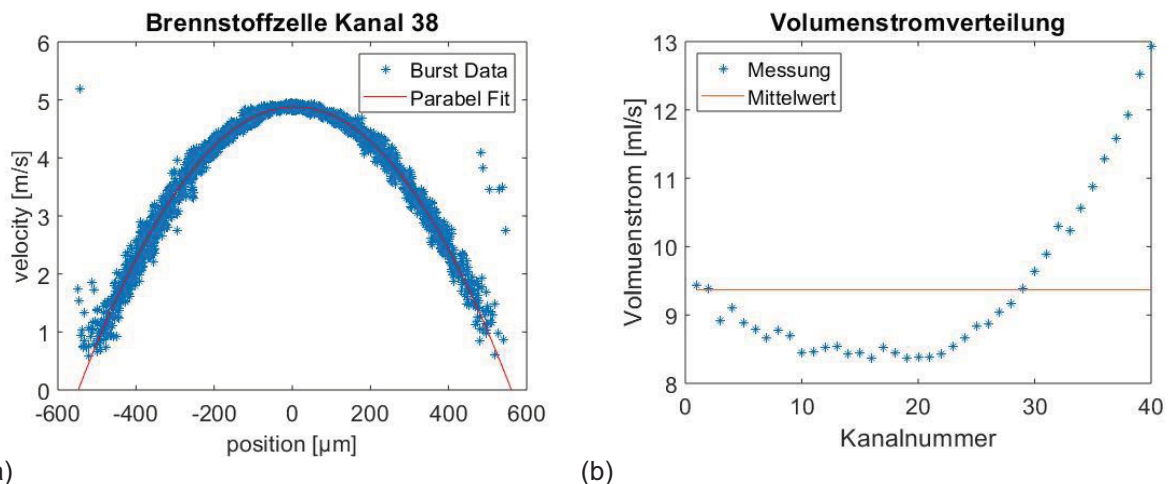 Brennstoffzelle Kanal 38
6
5
4
3
2
1
0
velocity [m/s]
Burst Data
Parabel Fit
-600
-400
-200
0
200
400
600
position [µm]
a)
Volumenstromverteilung
13
12
11
10
9
8
Volmuenstrom [ml/s]
Messung
Mittelwert
0
10
20
30
40
Kanalnummer
(b)